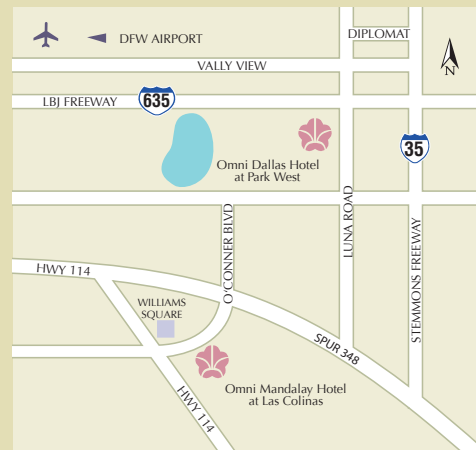 DFW AIRPORT
DIPLOMAT
VALLY VIEW
N
LBJ FREEWAY
635
35
Omni Dallas Hotel
at Park West
O'CONNER BLVD
LUNA ROAD
STEMMONS FREEWAY
HWY 114
WILLIAMS
SQUARE
SPUR 348
Omni Mandalay Hotel
at Las Colinas
HWY 114